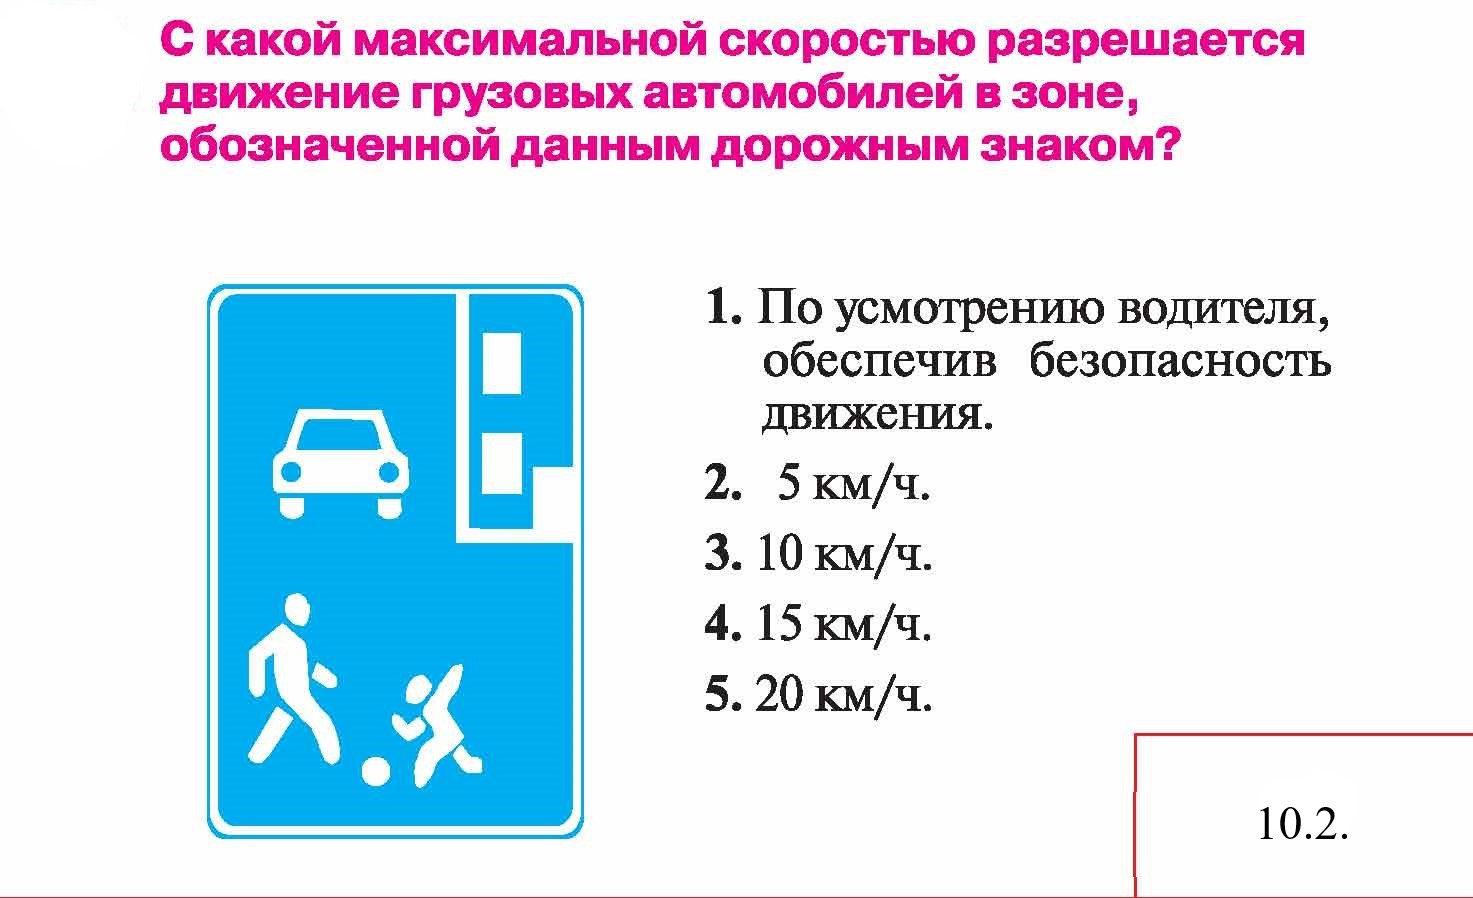 С какой максимальной скоростью разрешается
движение грузовых автомобилей в зоне,
обозначенной данным дорожным знаком?
1. По усмотрению водителя,
обеспечив безопасность
движения.
2. 5 км/ч.
3. 10 км/ч.
4. 15 км/ч.
5. 20 км/ч.
10.2.